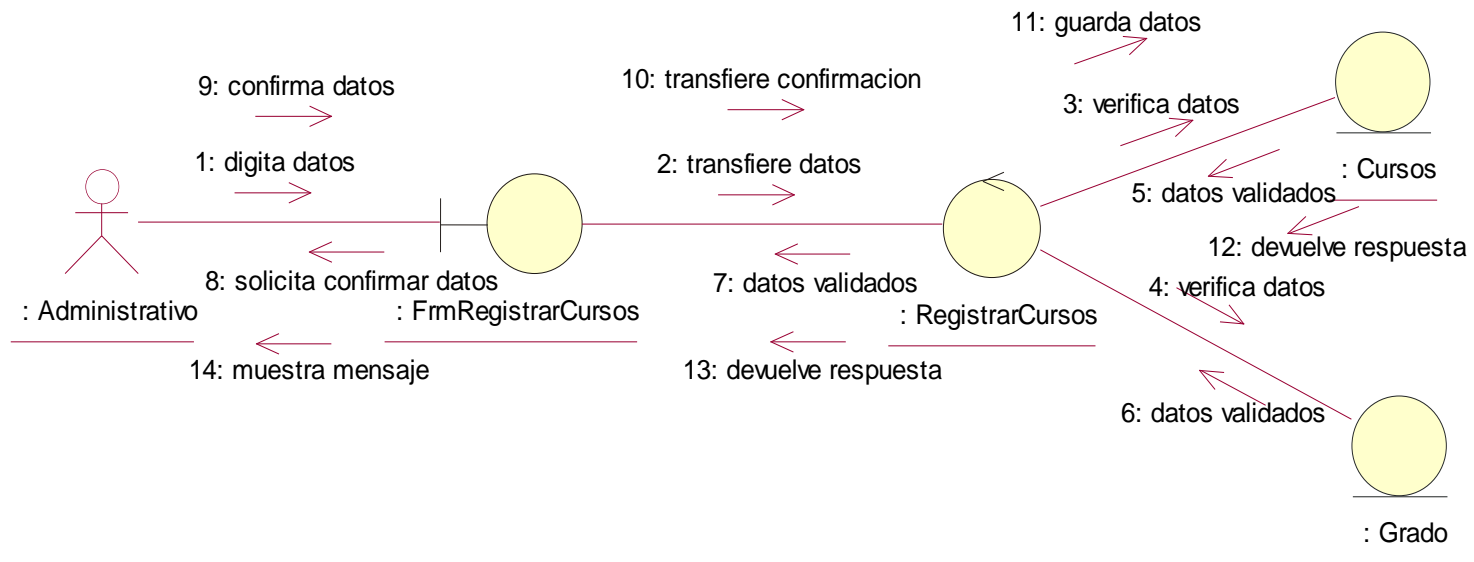 11: guarda datos
9: confirma datos
10: transfiere confirmacion
3: verifica datos
1: digita datos
2: transfiere datos
: Cursos
5: datos validados
12: devuelve respuesta
8: solicita confirmar datos
7: datos validados
4: verifica datos
: Administrativo
: FrmRegistrarCursos
: RegistrarCursos
14: muestra mensaje
13: devuelve respuesta
6: datos validados
: Grado